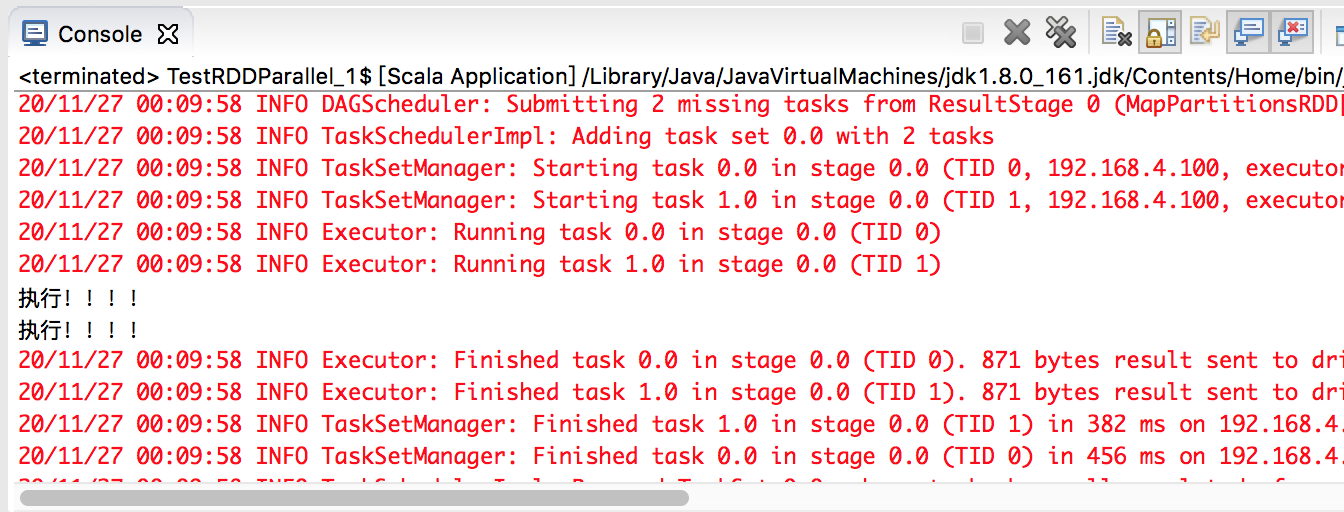 Console
<terminated> TestRDDParallel_1$ [Scala Application] /Library/Java/JavaVirtualMachines/jdk1.8.0_161.jdk/Contents/Home/bin/
20/11/27 00:09:58 INFO DAGScheduler: Submitting 2 missing tasks from ResultStage 0 (MapPartitionsRDD[
20/11/27 00:09:58 INFO TaskSchedulerImpl: Adding task set 0.0 with 2 tasks
20/11/27 00:09:58 INFO TaskSetManager: Starting task 0.0 in stage 0.0 (TID 0, 192.168.4.100, executor
20/11/27 00:09:58 INFO TaskSetManager: Starting task 1.0 in stage 0.0 (TID 1, 192.168.4.100, executor
20/11/27 00:09:58 INFO Executor: Running task 0.0 in stage 0.0 (TID 0)
20/11/27 00:09:58 INFO Executor: Running task 1.0 in stage 0.0 (TID 1)
执行！！！！
执行！！！！
20/11/27 00:09:58 INFO Executor: Finished task 0.0 in stage 0.0 (TID 0). 871 bytes result sent to dri
20/11/27 00:09:58 INFO Executor: Finished task 1.0 in stage 0.0 (TID 1). 871 bytes result sent to dri
20/11/27 00:09:58 INFO TaskSetManager: Finished task 1.0 in stage 0.0 (TID 1) in 382 ms on 192.168.4.
20/11/27 00:09:58 INFO TaskSetManager: Finished task 0.0 in stage 0.0 (TID 0) in 456 ms on 192.168.4.